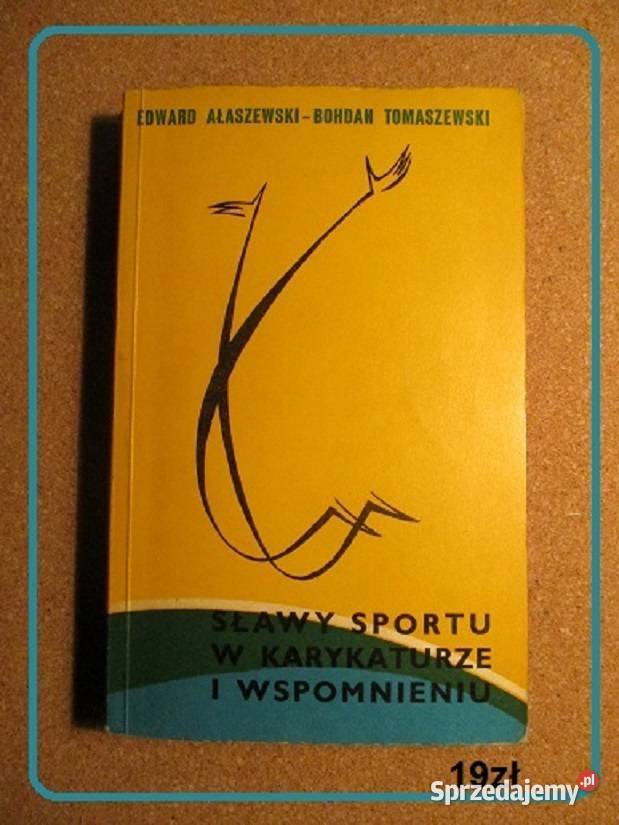 EDWARD AŁASZEWSKI – BOHDAN TOMASZEWSKI
SŁAWY SPORTU
W KARYKATURZE
I WSPOMNIENIU
19zł
Sprzedajemy.pl